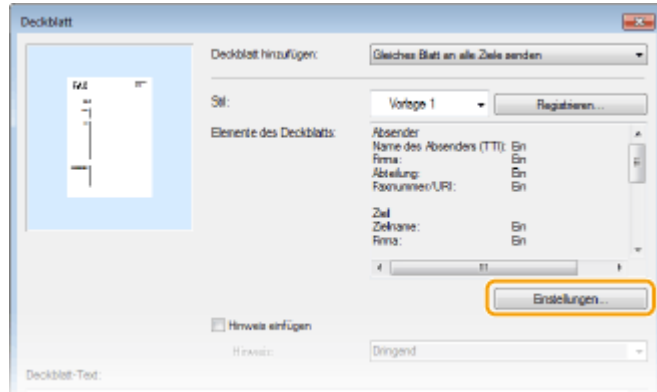 Deckblatt
Deckblatt hinzufügen: Gleiches Blatt an alle Ziele senden
FAX
Stil: Vorlage 1 Registrieren...
Elemente des Deckblatts: Absender
Name des Absenders (TTI): Ein
Firma: Ein
Abteilung: Ein
Faxnummer/URI: Ein
Ziel
Zielname: Ein
Firma: Ein
Einstellungen...
Hinweis einfügen
Hinweis: Dringend
Deckblatt-Text: